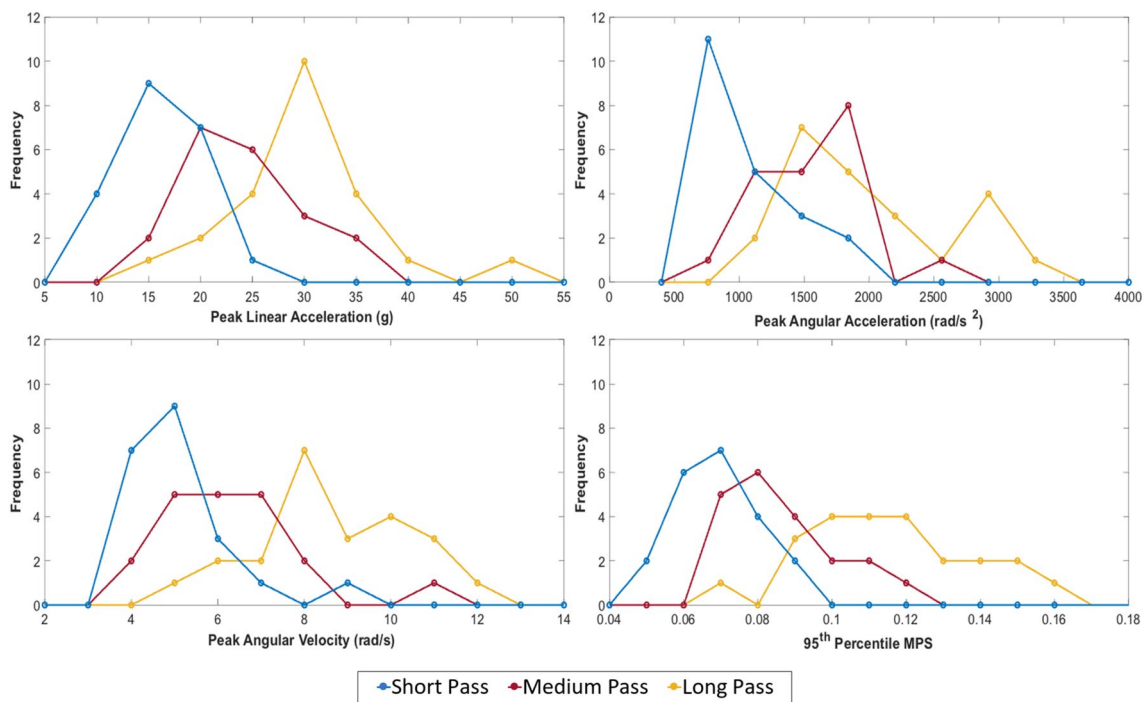 12
10
8
6
4
2
0
Frequency
5 10 15 20 25 30 35 40 45 50 55
Peak Linear Acceleration (g)
12
10
8
6
4
2
0
Frequency
0 500 1000 1500 2000 2500 3000 3500 4000
Peak Angular Acceleration (rad/s 2)
12
10
8
6
4
2
0
Frequency
2 4 6 8 10 12 14
Peak Angular Velocity (rad/s)
12
10
8
6
4
2
0
Frequency
0.04 0.06 0.08 0.1 0.12 0.14 0.16 0.18
95th Percentile MPS
Short Pass Medium Pass Long Pass